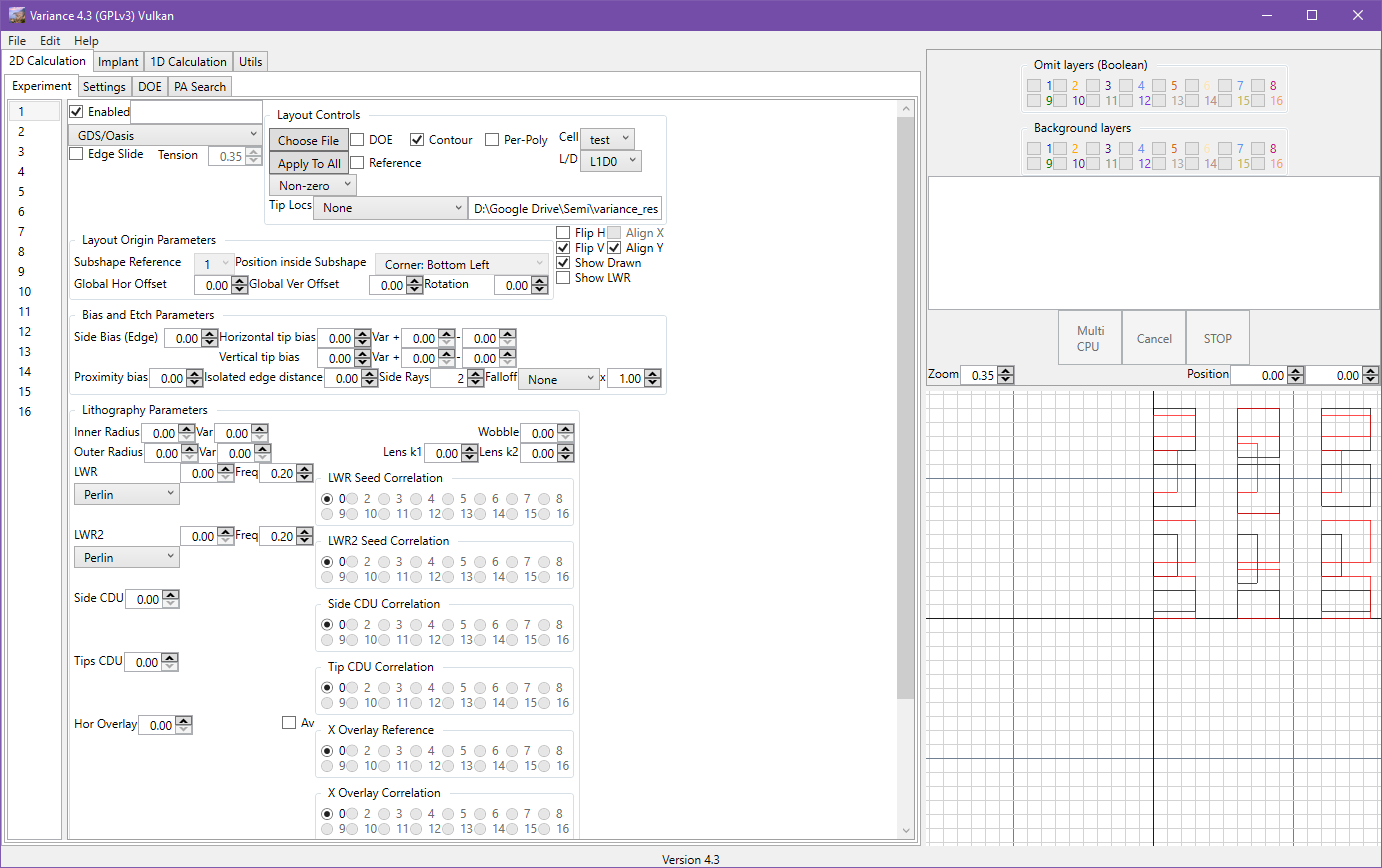 Variance 4.3 (GPLv3) Vulkan
File Edit Help
2D Calculation Implant 1D Calculation Utils
Experiment Settings DOE PA Search
1
2
3
4
5
6
7
8
9
10
11
12
13
14
15
16
Enabled
GDS/Oasis
Edge Slide Tension 0.35
Layout Controls
Choose File DOE Contour Per-Poly Cell test
Apply To All Reference L/D L1D0
Non-zero
Tip Locs None D:\Google Drive\Semi\variance_res
Layout Origin Parameters
Subshape Reference 1 Position inside Subshape Corner: Bottom Left
Global Hor Offset 0.00 Global Ver Offset 0.00 Rotation 0.00
Flip H Align X
Flip V Align Y
Show Drawn
Show LWR
Bias and Etch Parameters
Side Bias (Edge) 0.00 Horizontal tip bias 0.00 Var + 0.00 - 0.00
Vertical tip bias 0.00 Var + 0.00 - 0.00
Proximity bias 0.00 Isolated edge distance 0.00 Side Rays 2 Falloff None x 1.00
Lithography Parameters
Inner Radius 0.00 Var 0.00 Wobble 0.00
Outer Radius 0.00 Var 0.00 Lens k1 0.00 Lens k2 0.00
LWR 0.00 Freq 0.20
Perlin
LWR Seed Correlation
0 2 3 4 5 6 7 8
9 10 11 12 13 14 15 16
LWR2 0.00 Freq 0.20
Perlin
LWR2 Seed Correlation
0 2 3 4 5 6 7 8
9 10 11 12 13 14 15 16
Side CDU 0.00
Side CDU Correlation
0 2 3 4 5 6 7 8
9 10 11 12 13 14 15 16
Tips CDU 0.00
Tip CDU Correlation
0 2 3 4 5 6 7 8
9 10 11 12 13 14 15 16
Hor Overlay 0.00 Av
X Overlay Reference
0 2 3 4 5 6 7 8
9 10 11 12 13 14 15 16
X Overlay Correlation
0 2 3 4 5 6 7 8
9 10 11 12 13 14 15 16
Omit layers (Boolean)
1 2 3 4 5 6 7 8
9 10 11 12 13 14 15 16
Background layers
1 2 3 4 5 6 7 8
9 10 11 12 13 14 15 16
Multi
CPU
Cancel
STOP
Zoom 0.35 Position 0.00 0.00
Version 4.3